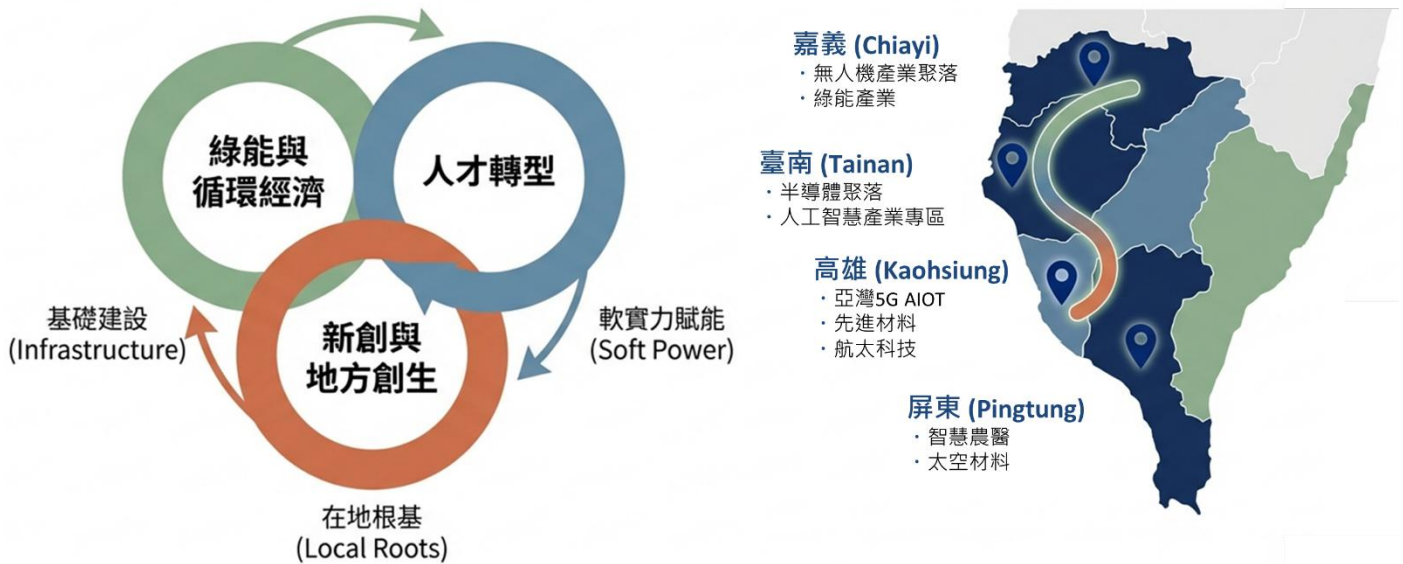 綠能與
循環經濟
人才轉型
新創與
地方創生
基礎建設
(Infrastructure)
軟實力賦能
(Soft Power)
在地根基
(Local Roots)
嘉義 (Chiayi)
· 無人機產業聚落
· 綠能產業
臺南 (Tainan)
· 半導體聚落
· 人工智慧產業專區
高雄 (Kaohsiung)
· 亞灣5G AIOT
· 先進材料
· 航太科技
屏東 (Pingtung)
· 智慧農醫
· 太空材料